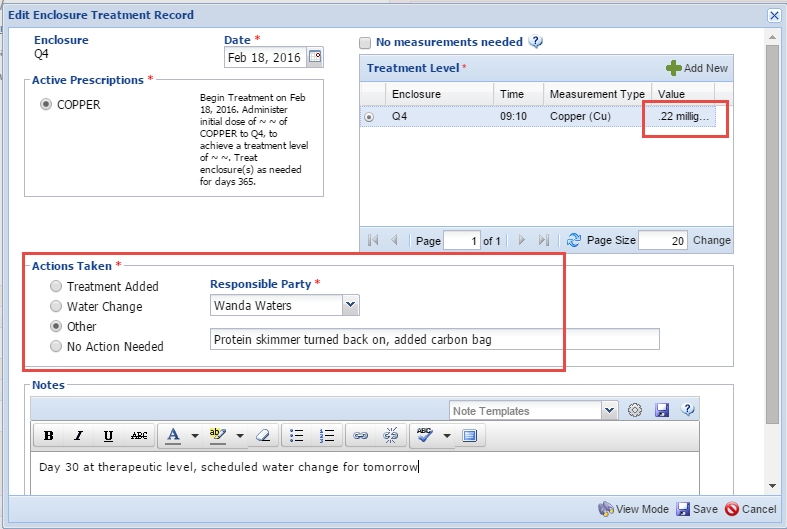 Edit Enclosure Treatment Record
Enclosure
Q4
Date *
Feb 18, 2016
No measurements needed
Active Prescriptions *
COPPER
Begin Treatment on Feb
18, 2016. Administer
initial dose of ~ ~ of
COPPER to Q4, to
achieve a treatment level
of ~ ~. Treat
enclosure(s) as needed
for days 365.
Treatment Level *
Add New
Enclosure Time Measurement Type Value
Q4 09:10 Copper (Cu) .22 millig...
Page 1 of 1 Page Size 20 Change
Actions Taken *
Treatment Added
Water Change
Other
No Action Needed
Responsible Party *
Wanda Waters
Protein skimmer turned back on, added carbon bag
Notes
Note Templates
B I U ABC A ab ABC
Day 30 at therapeutic level, scheduled water change for tomorrow
View Mode Save Cancel